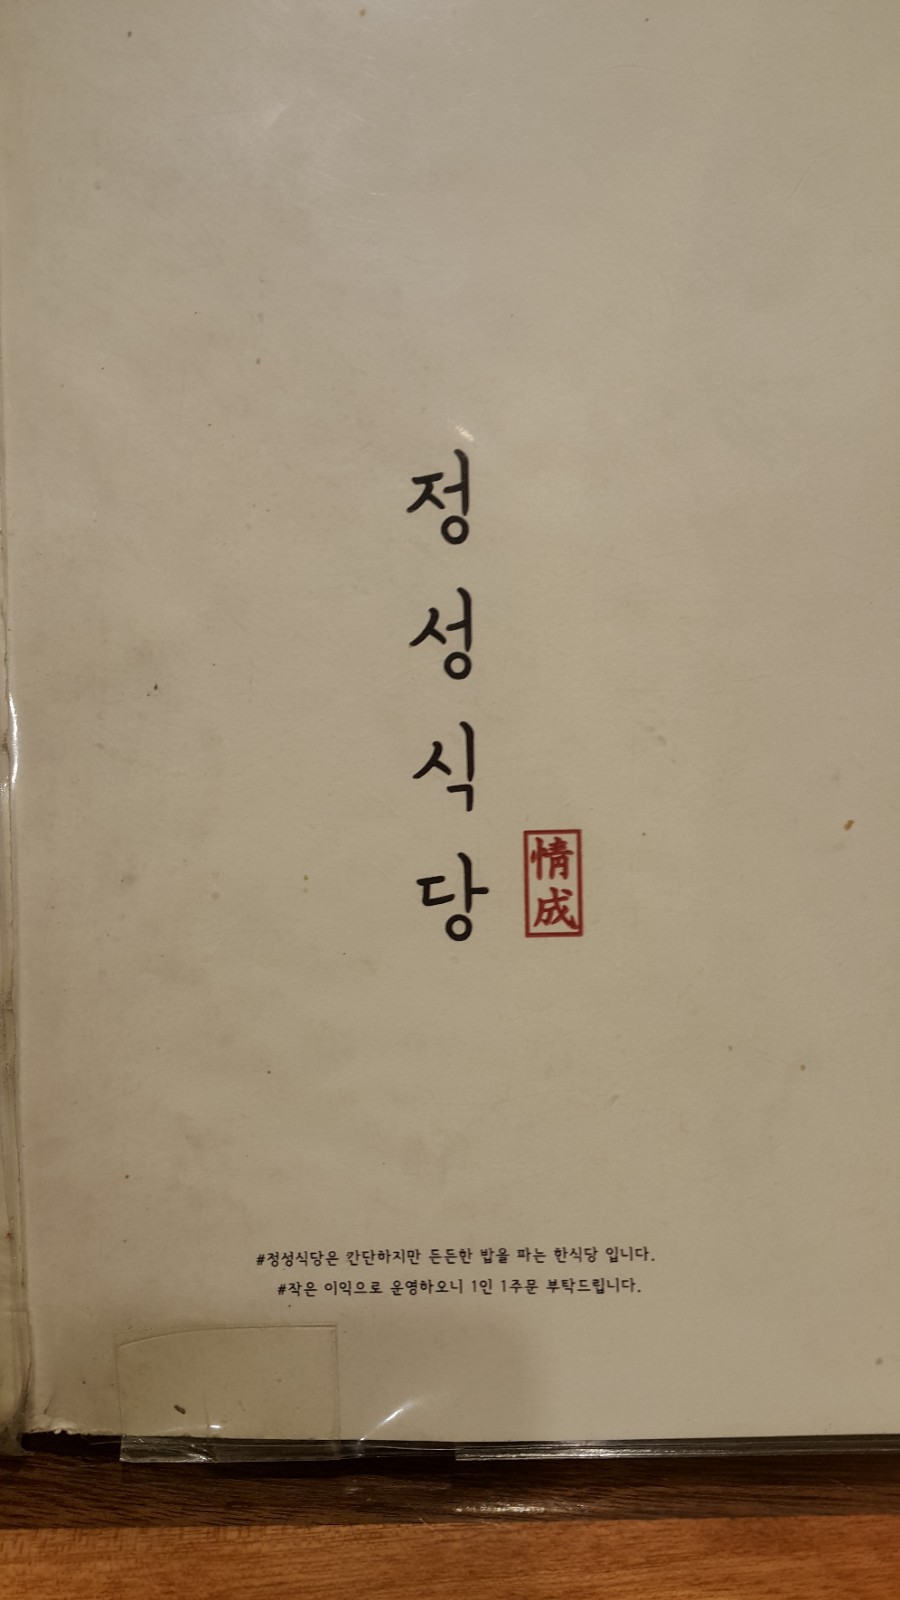 정성식당
情成
#정성식당은 칸단하지만 든든한 밥을 파는 한식당 입니다.
#작은 이익으로 운영하오니 1인 1주문 부탁드립니다.